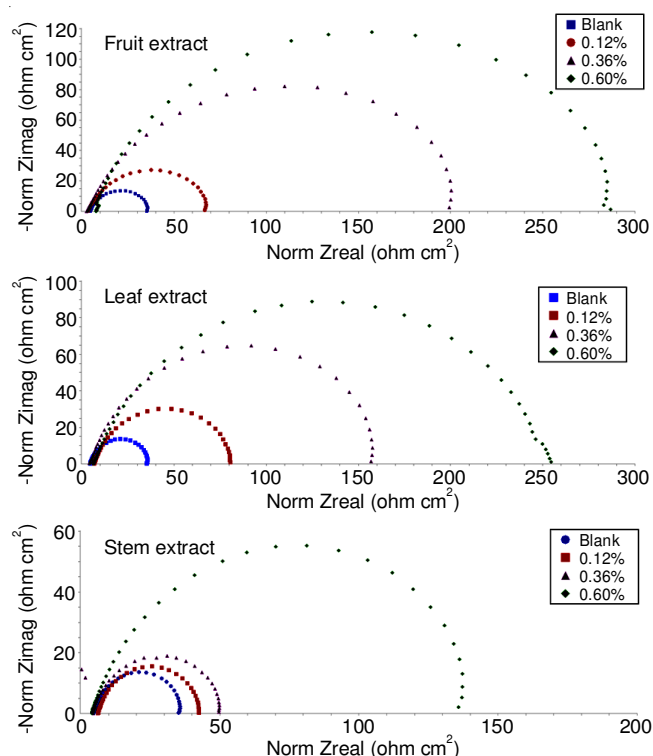 Fruit extract
Blank
0.12%
0.36%
0.60%
-Norm Zimag (ohm cm²)
120
100
80
60
40
20
0
0 50 100 150 200 250 300
Norm Zreal (ohm cm²)
Leaf extract
Blank
0.12%
0.36%
0.60%
-Norm Zimag (ohm cm²)
100
80
60
40
20
0
0 50 100 150 200 250 300
Norm Zreal (ohm cm²)
Stem extract
Blank
0.12%
0.36%
0.60%
-Norm Zimag (ohm cm²)
60
40
20
0
0 50 100 150 200 200
Norm Zreal (ohm cm²)